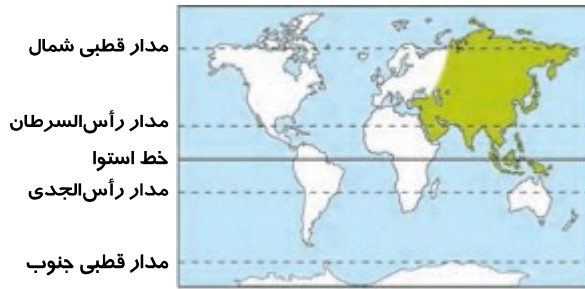 مدار قطبی شمال
مدار رأس‌السرطان
خط استوا
مدار رأس‌الجدی
مدار قطبی جنوب